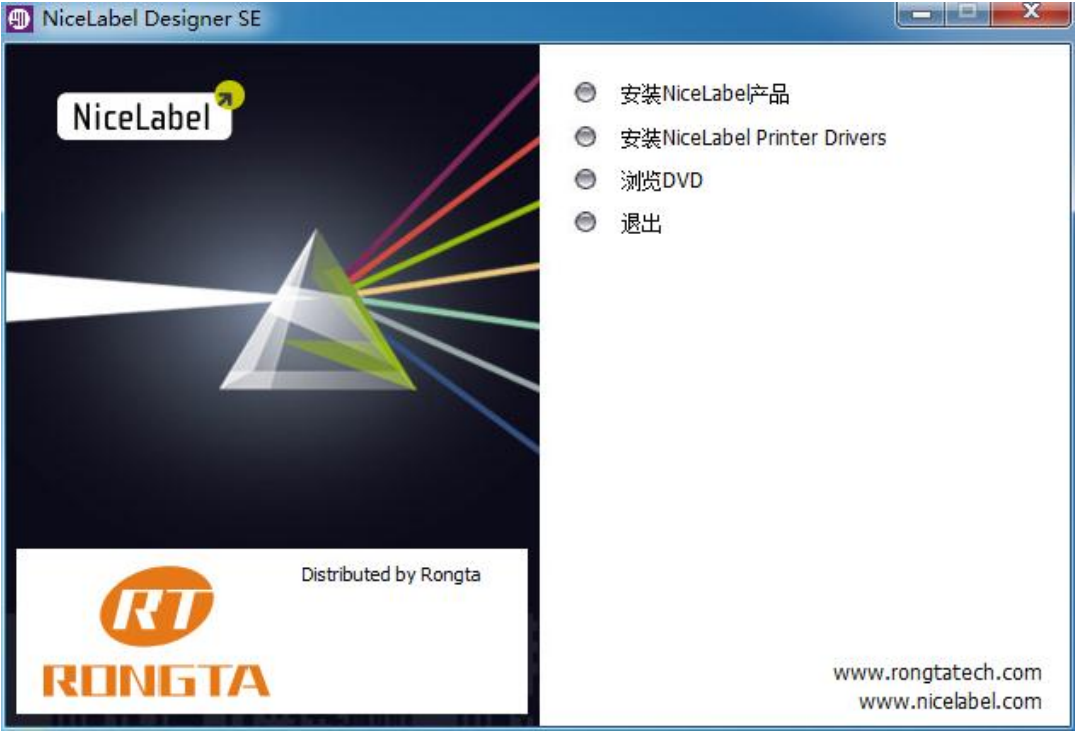 NiceLabel Designer SE
NiceLabel
安装NiceLabel产品
安装NiceLabel Printer Drivers
浏览DVD
退出
Distributed by Rongta
RT
RONGTA
www.rongtatech.com
www.nicelabel.com